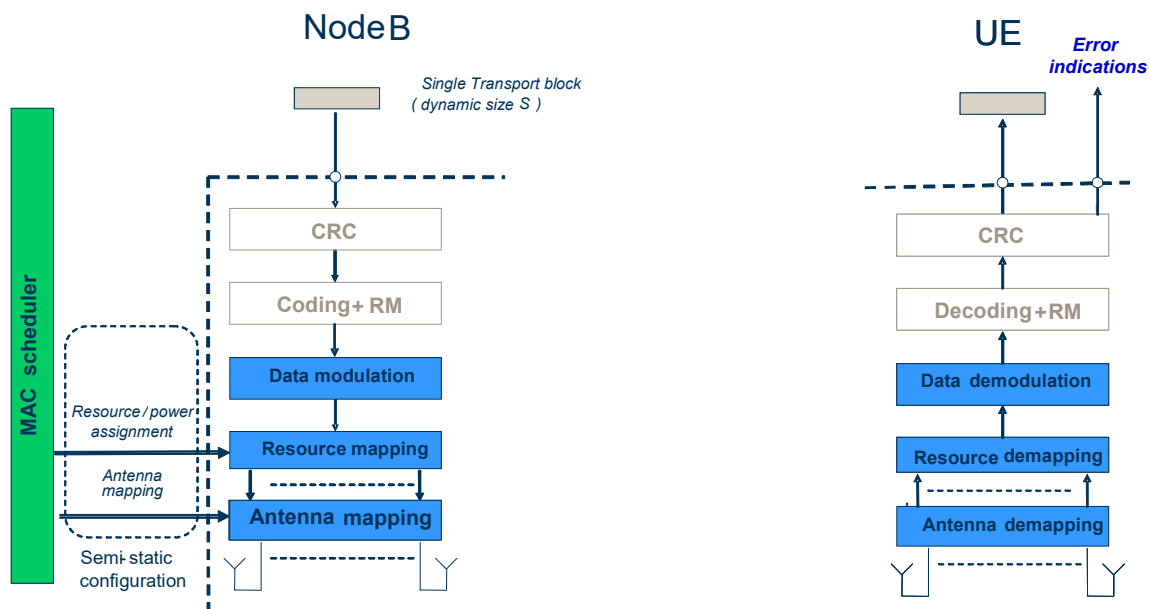 NodeB
UE
Error
indications
Single Transport block
( dynamic size S )
MAC scheduler
CRC
Coding+ RM
Data modulation
Resource / power
assignment
Resource mapping
Antenna
mapping
Antenna mapping
Semi-static
configuration
CRC
Decoding+RM
Data demodulation
Resource demapping
Antenna demapping